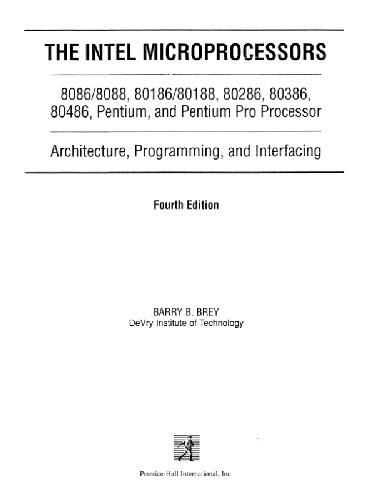 THE INTEL MICROPROCESSORS
8086/8088, 80186/80188, 80286, 80386,
80486, Pentium, and Pentium Pro Processor
Architecture, Programming, and Interfacing
Fourth Edition
BARRY B. BREY
DeVry Institute of Technology
Prentice-Hall International, Inc.